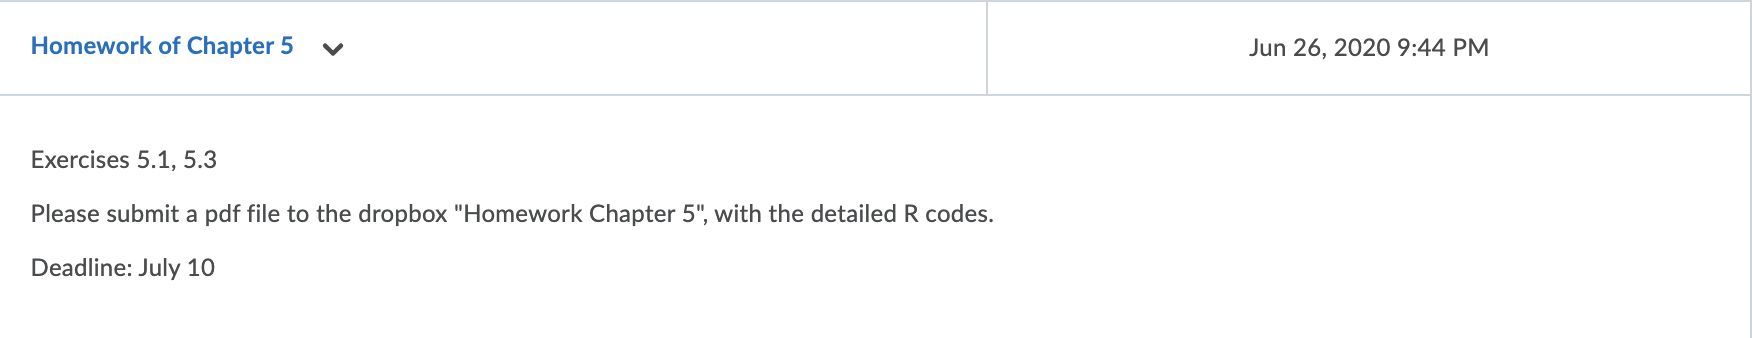 Homework of Chapter 5
Jun 26, 2020 9:44 PM
Exercises 5.1, 5.3
Please submit a pdf file to the dropbox "Homework Chapter 5", with the detailed R codes.
Deadline: July 10